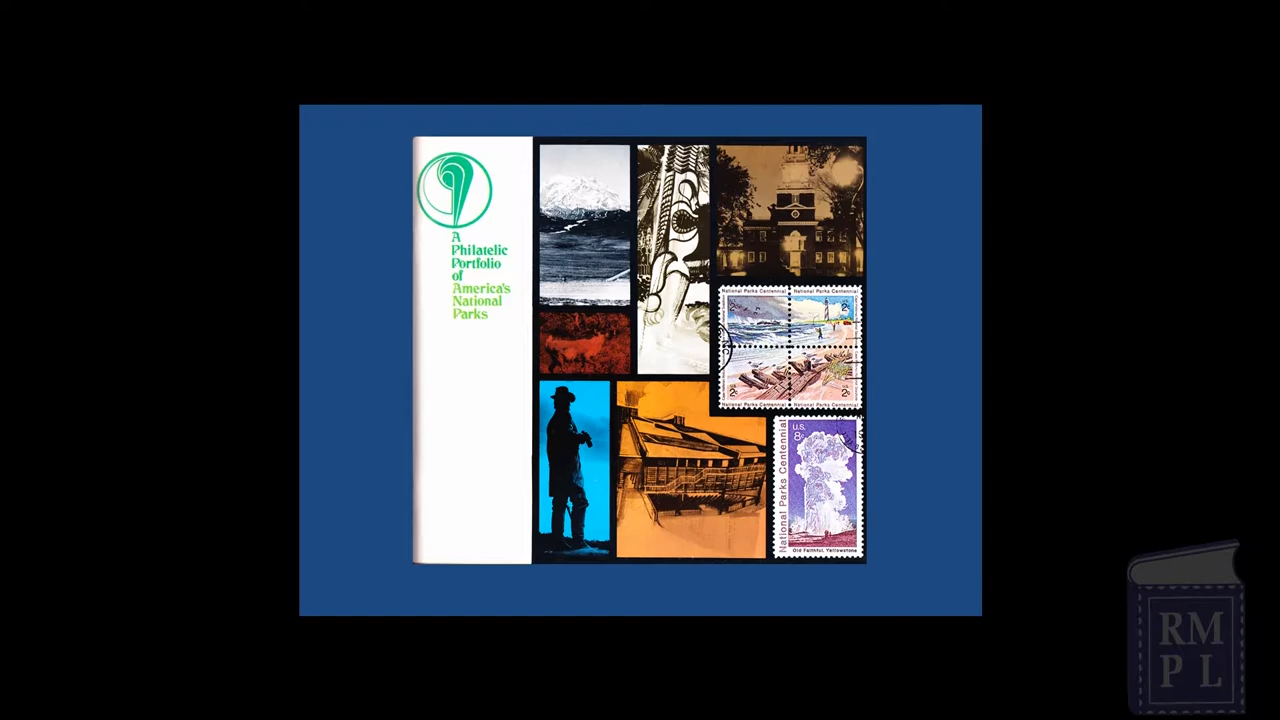 A
Philatelic
Portfolio
of
America's
National
Parks
National Parks Centennial
National Parks Centennial
2c
2c
2c
2c
National Parks Centennial
National Parks Centennial
U.S.
8c
National Parks Centennial
Old Faithful, Yellowstone
RM
PL